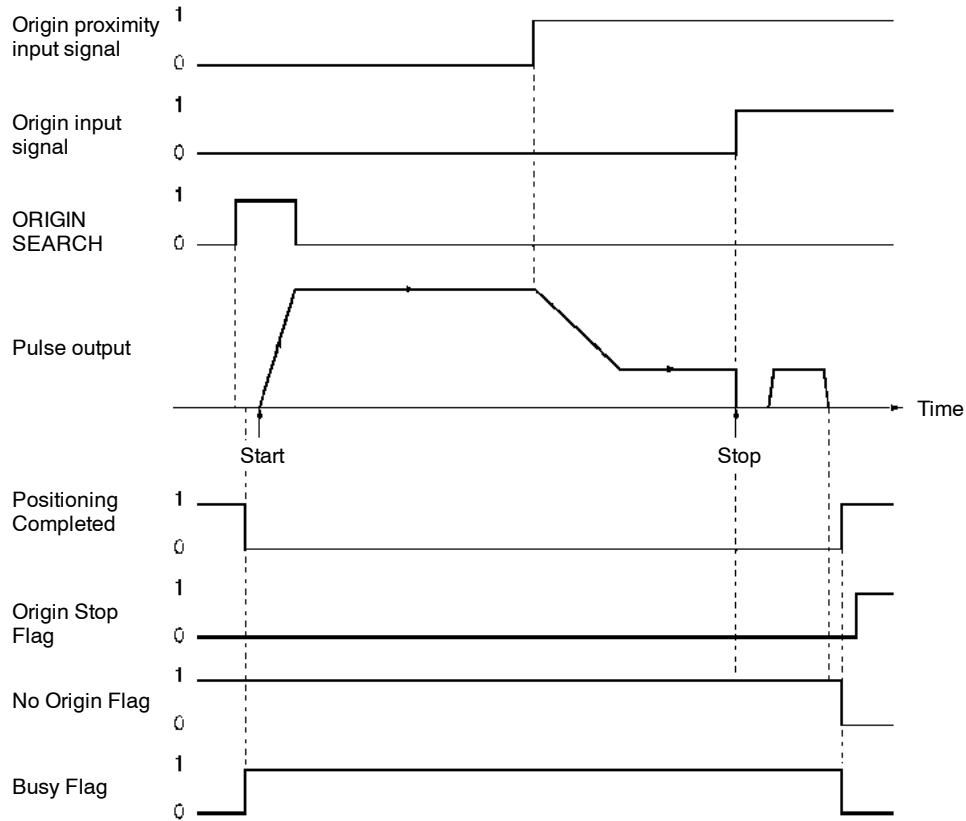 Origin proximity
input signal
1
0
Origin input
signal
1
0
ORIGIN
SEARCH
1
0
Pulse output
Time
Start
Stop
Positioning
Completed
1
0
Origin Stop
Flag
1
0
No Origin Flag
1
0
Busy Flag
1
0